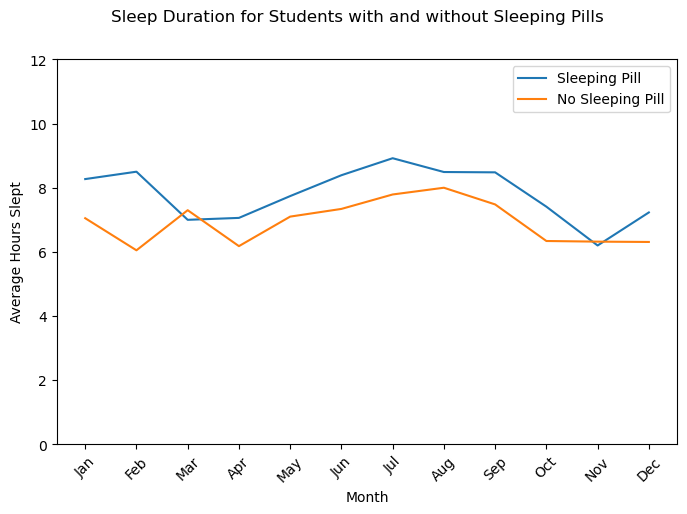 Sleep Duration for Students with and without Sleeping Pills
Sleeping Pill
No Sleeping Pill
Average Hours Slept
12
10
8
6
4
2
0
Jan
Feb
Mar
Apr
May
Jun
Jul
Aug
Sep
Oct
Nov
Dec
Month